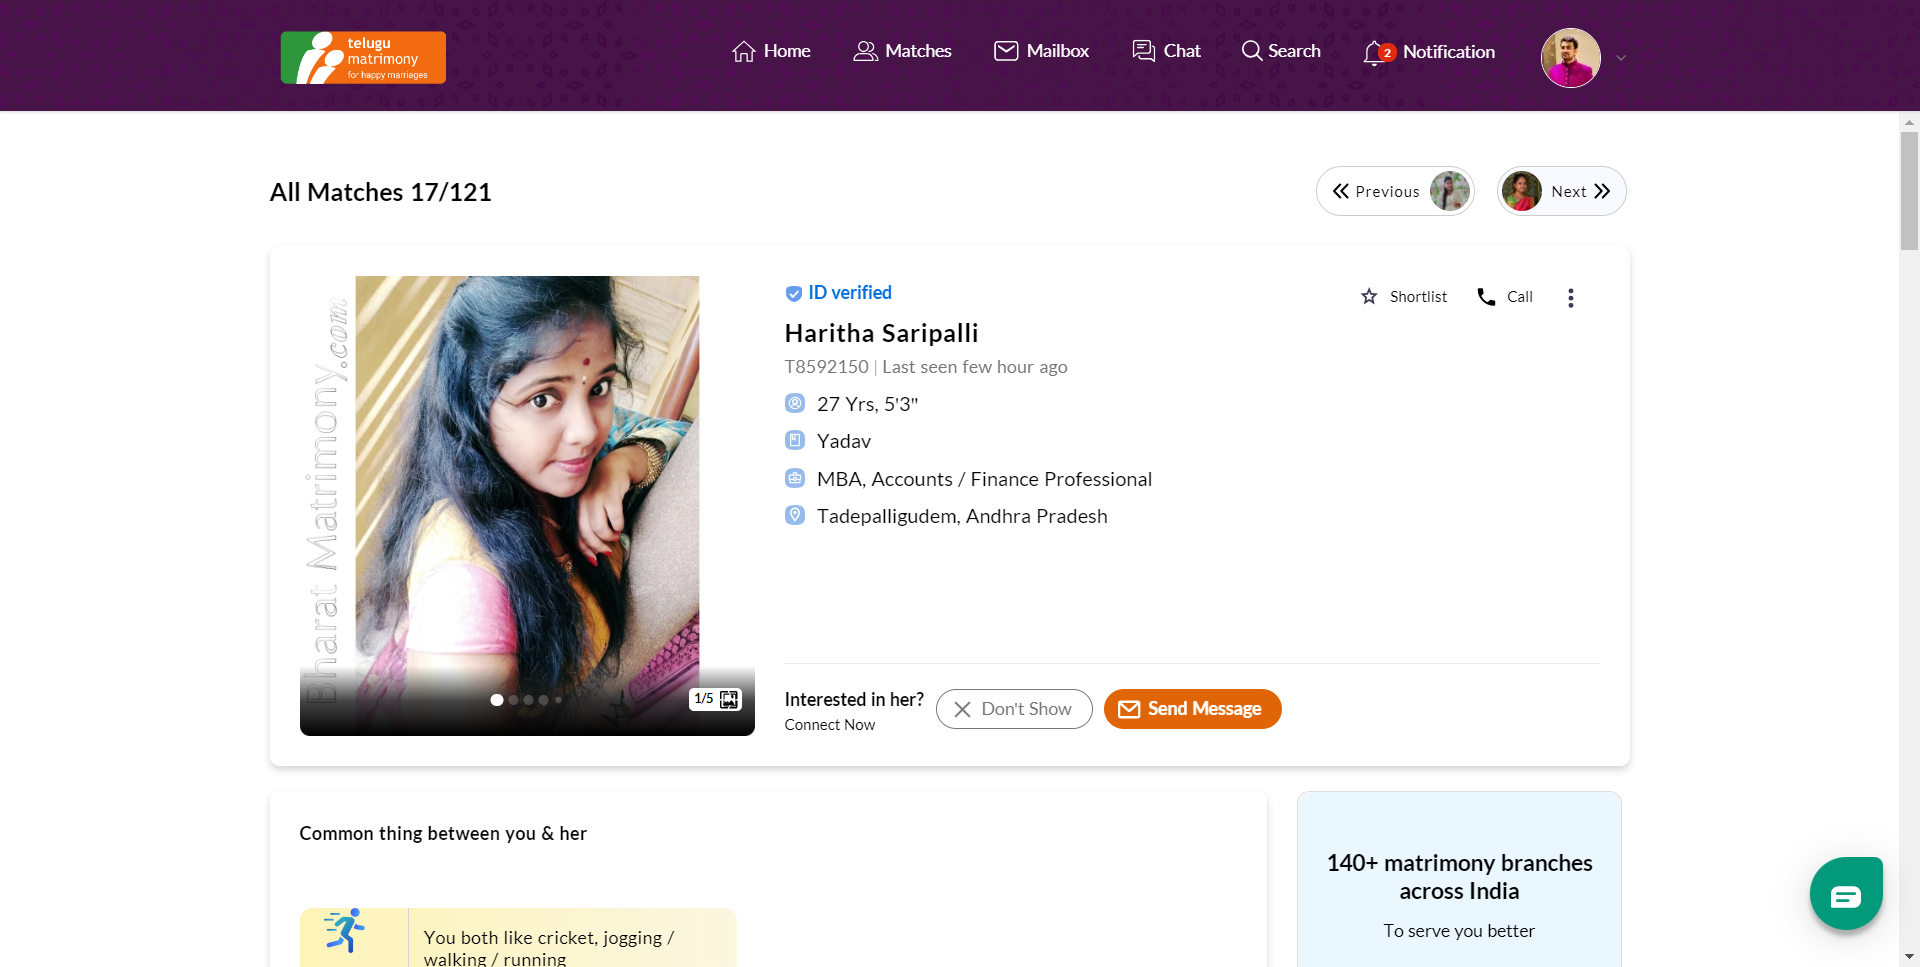 telugu
matrimony
for happy marriages
Home
Matches
Mailbox
Chat
Search
2
Notification
All Matches 17/121
Previous
Next
Bharat Matrimony.com
1/5
ID verified
Shortlist
Call
Haritha Saripalli
T8592150 | Last seen few hour ago
27 Yrs, 5'3"
Yadav
MBA, Accounts / Finance Professional
Tadepalligudem, Andhra Pradesh
Interested in her?
Connect Now
Don't Show
Send Message
Common thing between you & her
You both like cricket, jogging /
walking / running
140+ matrimony branches
across India
To serve you better